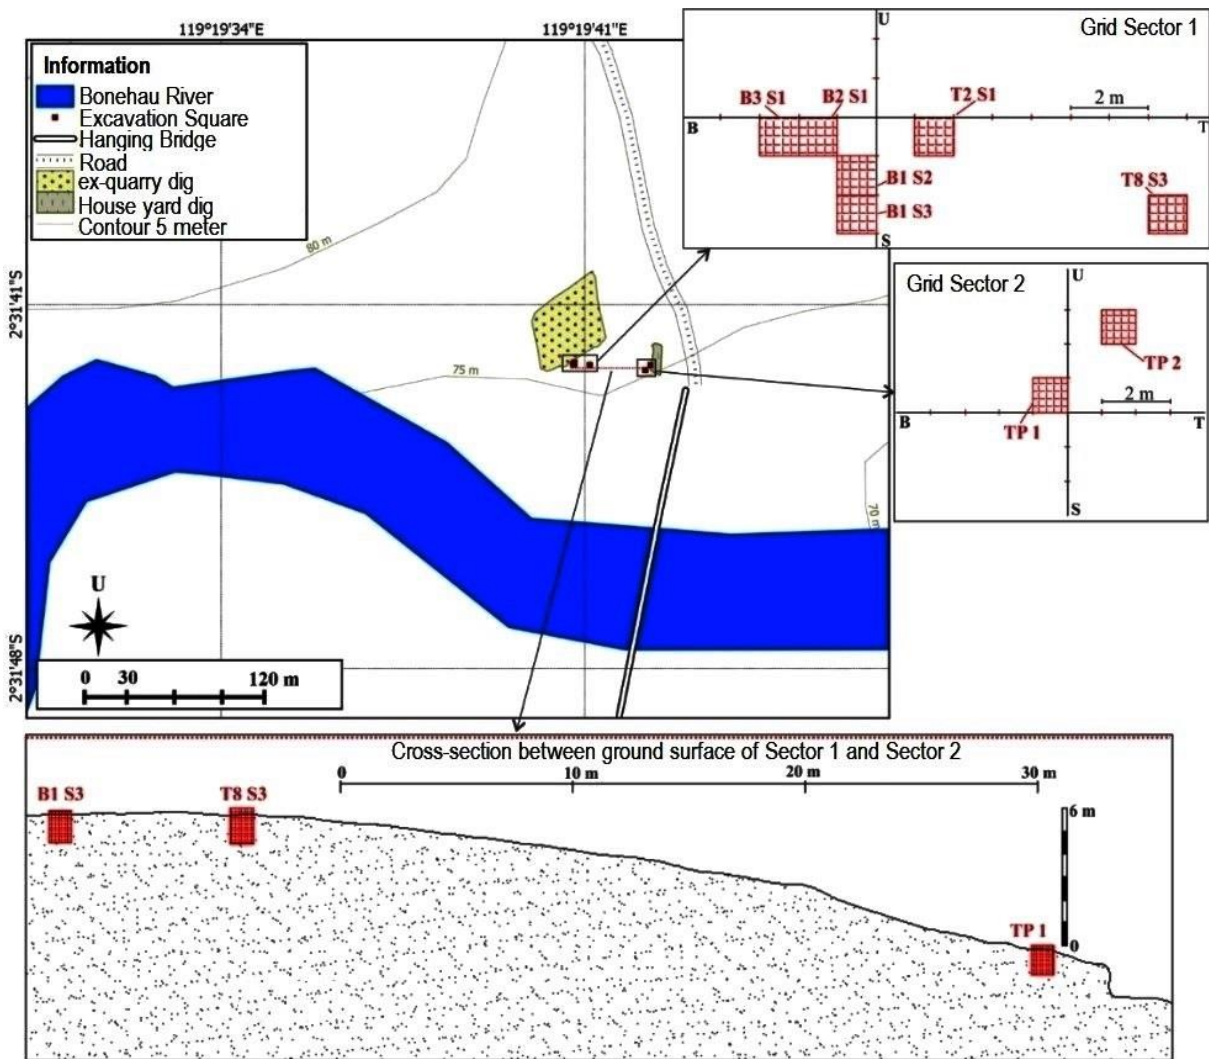 119°19'34"E
119°19'41"E
2°31'41"S
2°31'48"S
Information
Bonehau River
Excavation Square
Hanging Bridge
Road
ex-quarry dig
House yard dig
Contour 5 meter
80 m
75 m
70 m
U
0 30 120 m
Grid Sector 1
U
B3 S1 B2 S1 T2 S1
2 m
B T
B1 S2
T8 S3
B1 S3
S
Grid Sector 2
U
TP 2
2 m
TP 1
B T
S
Cross-section between ground surface of Sector 1 and Sector 2
0 10 m 20 m 30 m
B1 S3 T8 S3
6 m
TP 1
0